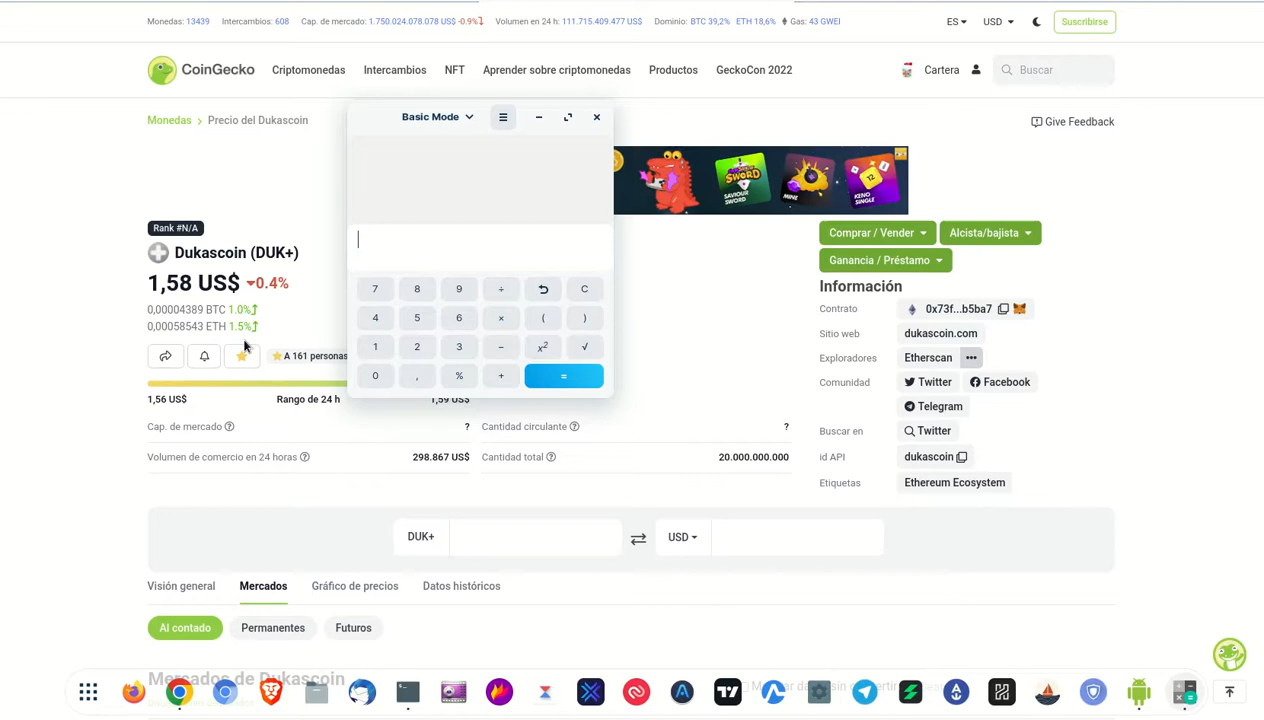 Monedas: 13439 Intercambios: 608 Cap. de mercado: 1.750.024.078.078 US$ -0.9% Volumen en 24 h: 111.715.409.477 US$ Dominio: BTC 39,2% ETH 18,6% Gas: 43 GWEI ES USD Suscribirse
CoinGecko Criptomonedas Intercambios NFT Aprender sobre criptomonedas Productos GeckoCon 2022 Cartera Buscar
Monedas > Precio del Dukascoin
Give Feedback
Basic Mode
SAVIOUR SWORD
MINE
KENO SINGLE
12
Rank #N/A
Dukascoin (DUK+)
1,58 US$ 0.4%
0,00004389 BTC 1.0%
0,00058543 ETH 1.5%
A 161 personas
1,56 US$ Rango de 24 h 1,59 US$
Cap. de mercado ?
Volumen de comercio en 24 horas 298.867 US$
Cantidad circulante ?
Cantidad total 20.000.000.000
7 8 9 ÷ C
4 5 6 × ( )
1 2 3 − x² √
0 , % + =
Comprar / Vender Alcista/bajista
Ganancia / Préstamo
Información
Contrato 0x73f...b5ba7
Sitio web dukascoin.com
Exploradores Etherscan •••
Comunidad Twitter Facebook
Telegram
Buscar en Twitter
id API dukascoin
Etiquetas Ethereum Ecosystem
DUK+ USD
Visión general Mercados Gráfico de precios Datos históricos
Al contado Permanentes Futuros
Mercados de Dukascoin